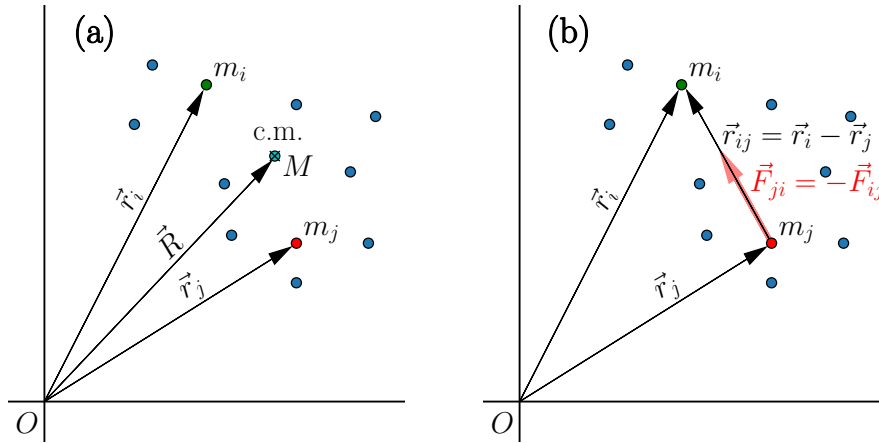 (a)
m_i
c.m.
M
\vec{r}_i
\vec{R}
m_j
\vec{r}_j
O
(b)
m_i
\vec{r}_{ij} = \vec{r}_i - \vec{r}_j
\vec{F}_{ji} = -\vec{F}_{ij}
\vec{r}_i
m_j
\vec{r}_j
O